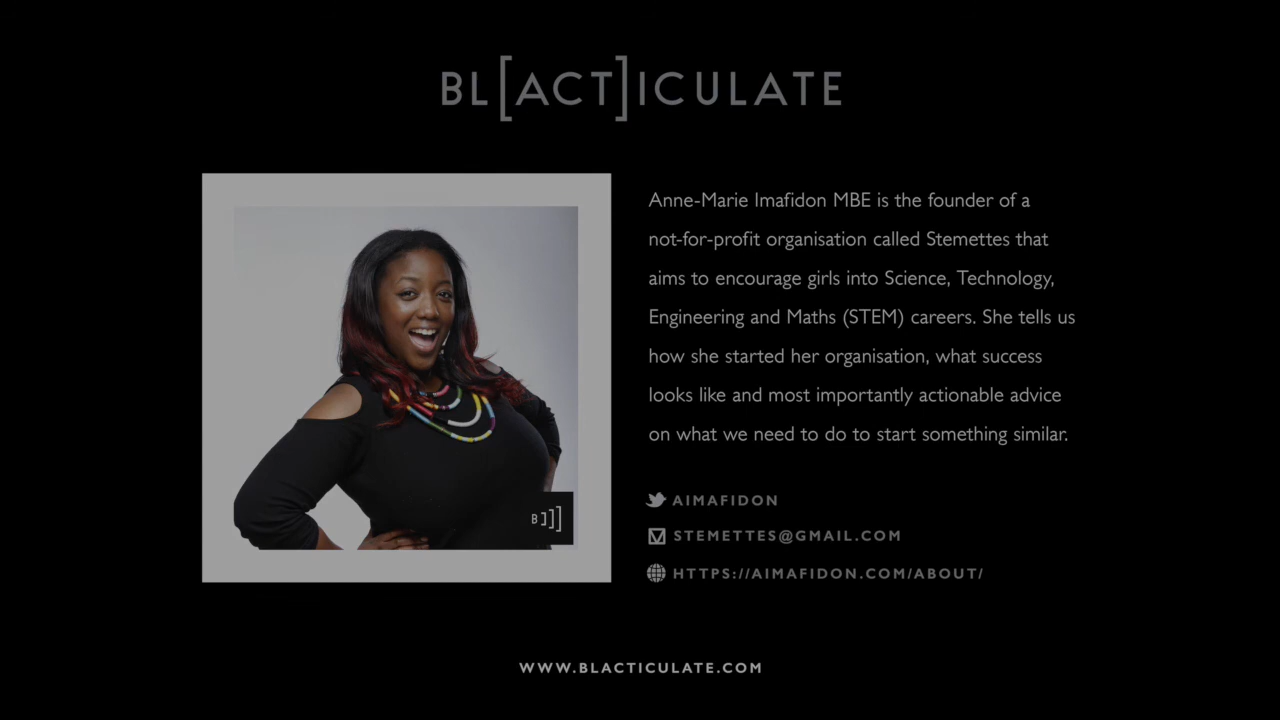 BL[ACT]ICULATE
Anne-Marie Imafidon MBE is the founder of a
not-for-profit organisation called Stemettes that
aims to encourage girls into Science, Technology,
Engineering and Maths (STEM) careers. She tells us
how she started her organisation, what success
looks like and most importantly actionable advice
on what we need to do to start something similar.
B]]]
AIMAFIDON
STEMETTES@GMAIL.COM
HTTPS://AIMAFIDON.COM/ABOUT/
WWW.BLACTICULATE.COM